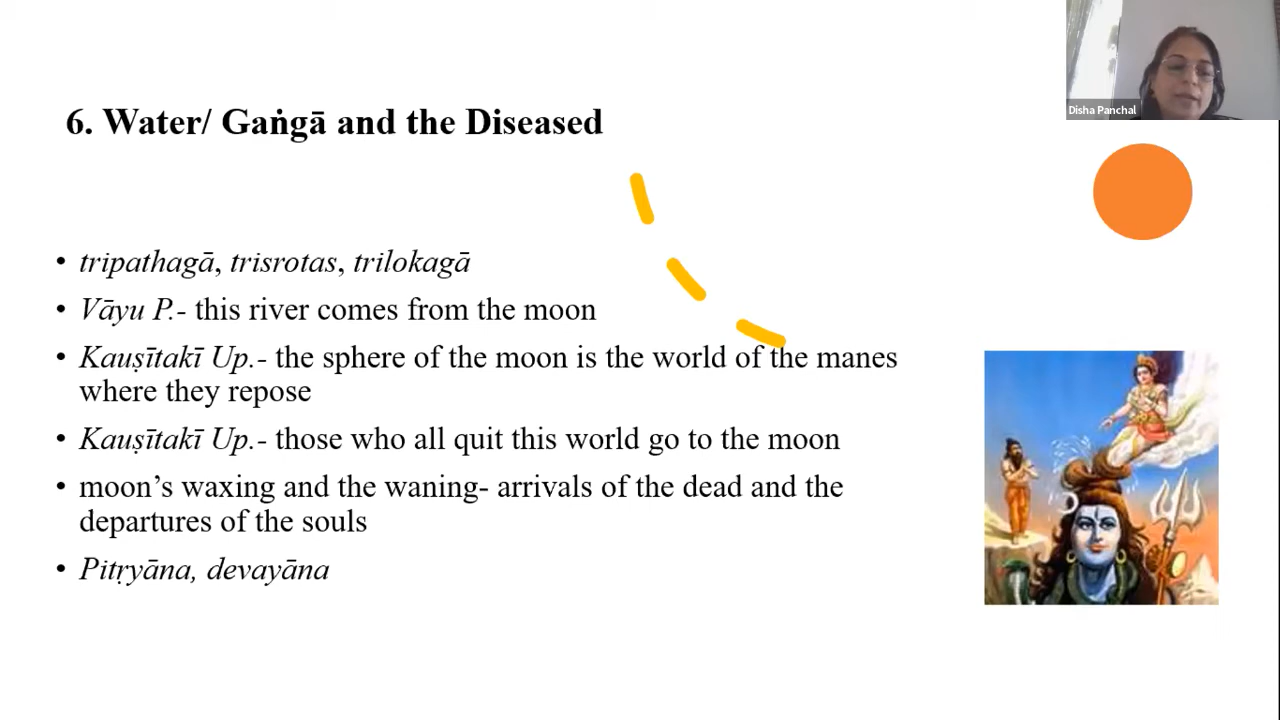 Disha Panchal
6. Water/ Gaṅgā and the Diseased
• tripathagā, trisrotas, trilokagā
• Vāyu P.- this river comes from the moon
• Kauṣītakī Up.- the sphere of the moon is the world of the manes
where they repose
• Kauṣītakī Up.- those who all quit this world go to the moon
• moon’s waxing and the waning- arrivals of the dead and the
departures of the souls
• Pitṛyāna, devayāna